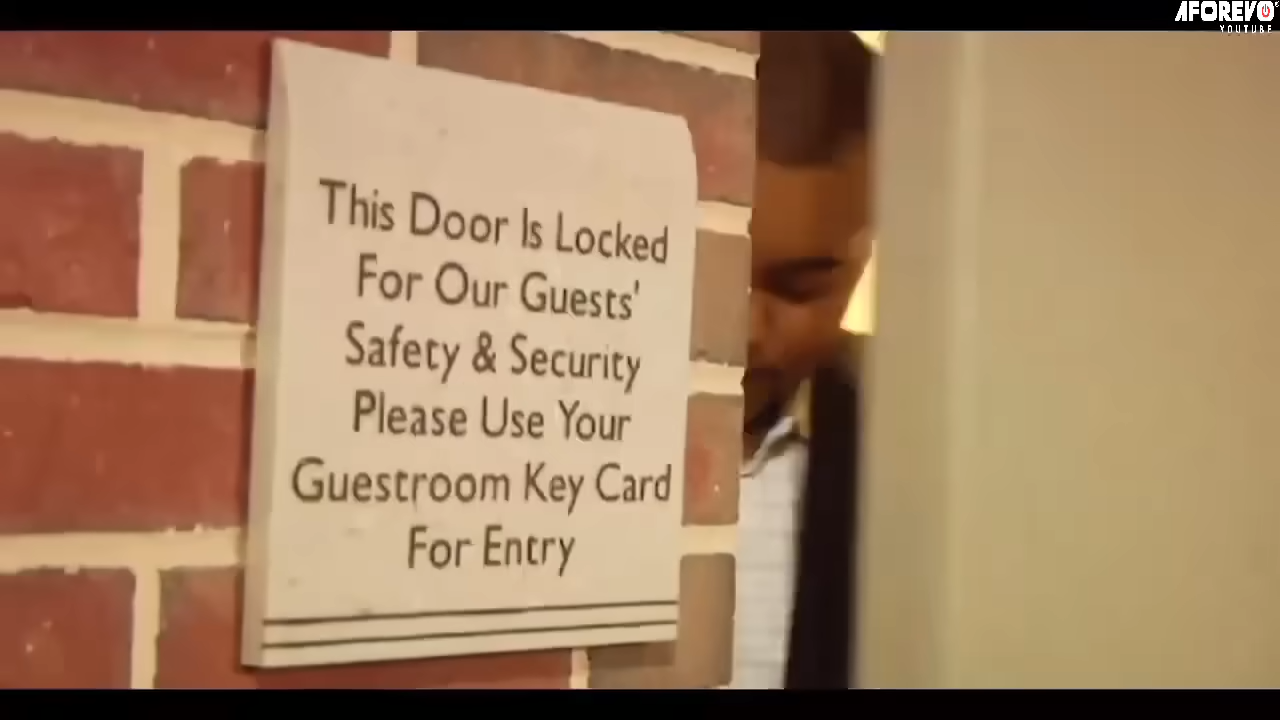 AFOREVO
YOUTUBE
This Door Is Locked
For Our Guests'
Safety & Security
Please Use Your
Guestroom Key Card
For Entry